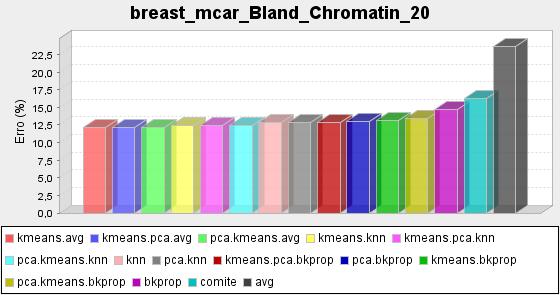 breast_mcar_Bland_Chromatin_20
Erro (%)
22,5
20,0
17,5
15,0
12,5
10,0
7,5
5,0
2,5
0,0
kmeans.avg kmeans.pca.avg pca.kmeans.avg kmeans.knn kmeans.pca.knn
pca.kmeans.knn knn pca.knn kmeans.pca.bkprop pca.bkprop kmeans.bkprop
pca.kmeans.bkprop bkprop comite avg